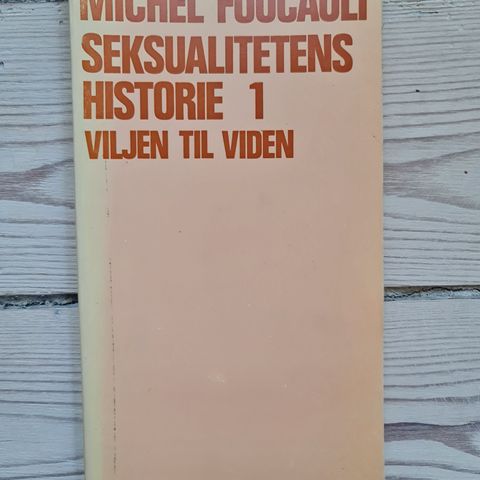 MICHEL FOUCAULT
SEKSUALITETENS
HISTORIE 1
VILJEN TIL VIDEN